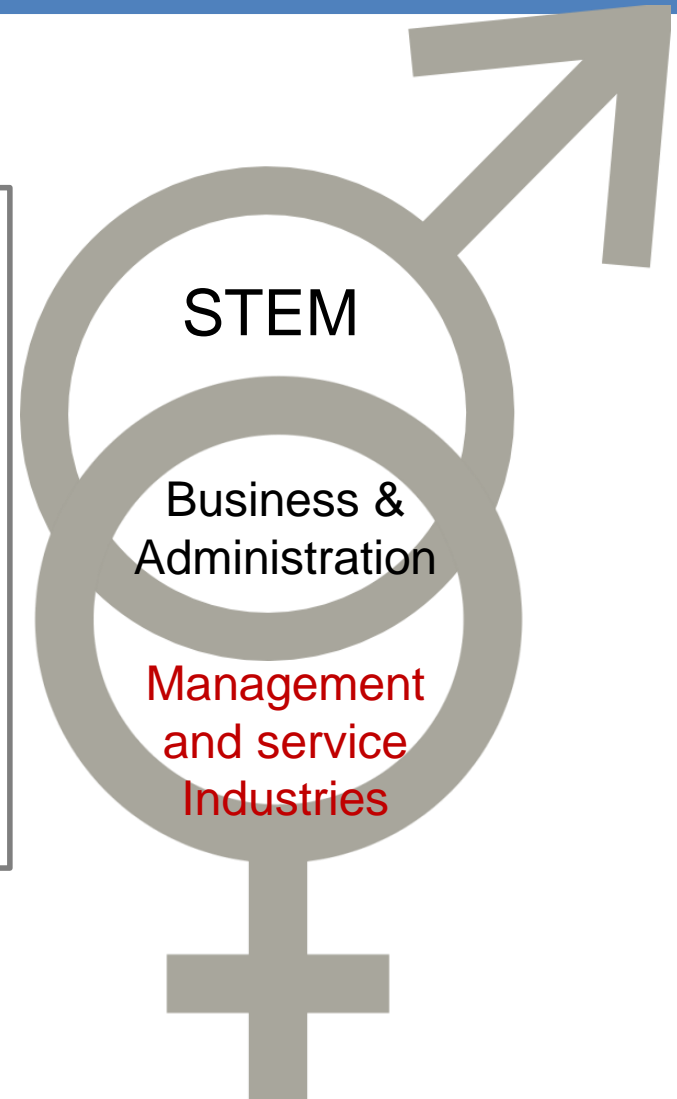 STEM
Business &
Administration
Management
and service
Industries